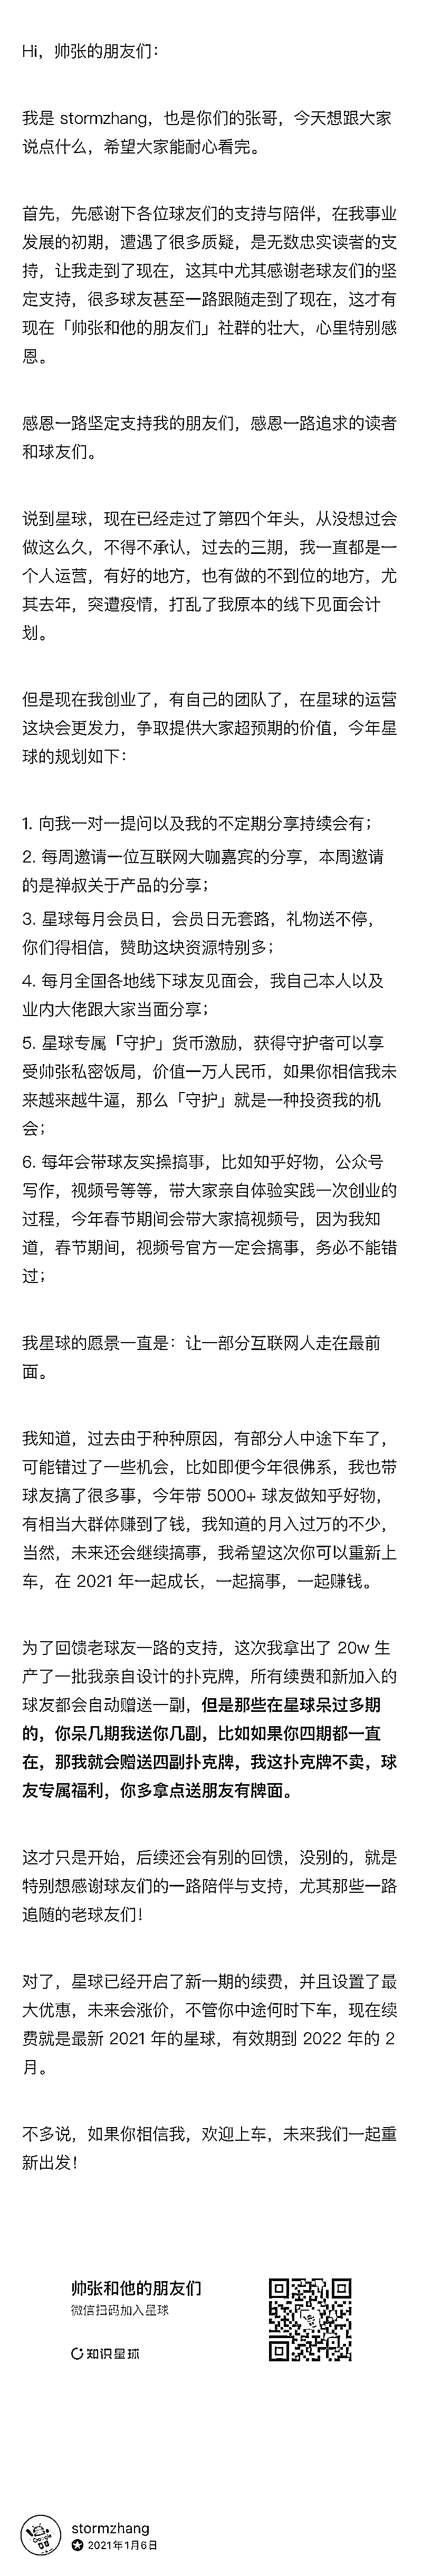 Hi，帅张的朋友们：
我是 stormzhang，也是你们的张哥，今天想跟大家
说点什么，希望大家能耐心看完。
首先，先感谢下各位球友们的支持与陪伴，在我事业
发展的初期，遭遇了很多质疑，是无数忠实读者的支
持，让我走到了现在，这其中尤其感谢老球友们的坚
定支持，很多球友甚至一路跟随走到了现在，这才有
现在「帅张和他的朋友们」社群的壮大，心里特别感
恩。
感恩一路坚定支持我的朋友们，感恩一路追求的读者
和球友们。
说到星球，现在已经走过了第四个年头，从没想过会
做这么久，不得不承认，过去的三期，我一直都是一
个人运营，有好的地方，也有做的不到位的地方，尤
其去年，突遭疫情，打乱了我原本的线下见面会计
划。
但是现在我创业了，有自己的团队了，在星球的运营
这块会更发力，争取提供大家超预期的价值，今年星
球的规划如下：
1. 向我一对一提问以及我的不定期分享持续会有；
2. 每周邀请一位互联网大咖嘉宾的分享，本周邀请
的是禅叔关于产品的分享；
3. 星球每月会员日，会员日无套路，礼物送不停，
你们得相信，赞助这块资源特别多；
4. 每月全国各地线下球友见面会，我自己本人以及
业内大佬跟大家当面分享；
5. 星球专属「守护」货币激励，获得守护者可以享
受帅张私密饭局，价值一万人民币，如果你相信我未
来越来越牛逼，那么「守护」就是一种投资我的机
会；
6. 每年会带球友实操搞事，比如知乎好物，公众号
写作，视频号等等，带大家亲自体验实践一次创业的
过程，今年春节期间会带大家搞视频号，因为我知
道，春节期间，视频号官方一定会搞事，务必不能错
过；
我星球的愿景一直是：让一部分互联网人走在最前
面。
我知道，过去由于种种原因，有部分人中途下车了，
可能错过了一些机会，比如即便今年很佛系，我也带
球友搞了很多事，今年带 5000+ 球友做知乎好物，
有相当大群体赚到了钱，我知道的月入过万的不少，
当然，未来还会继续搞事，我希望这次你可以重新上
车，在 2021 年一起成长，一起搞事，一起赚钱。
为了回馈老球友一路的支持，这次我拿出了 20w 生
产了一批我亲自设计的扑克牌，所有续费和新加入的
球友都会自动赠送一副，但是那些在星球呆过多期
的，你呆几期我送你几副，比如如果你四期都一直
在，那我就会赠送四副扑克牌，我这扑克牌不卖，球
友专属福利，你多拿点送朋友有牌面。
这才只是开始，后续还会有别的回馈，没别的，就是
特别想感谢球友们的一路陪伴与支持，尤其那些一路
追随的老球友们！
对了，星球已经开启了新一期的续费，并且设置了最
大优惠，未来会涨价，不管你中途何时下车，现在续
费就是最新 2021 年的星球，有效期到 2022 年的 2
月。
不多说，如果你相信我，欢迎上车，未来我们一起重
新出发！
帅张和他的朋友们
微信扫码加入星球
知识星球
stormzhang
2021年1月6日